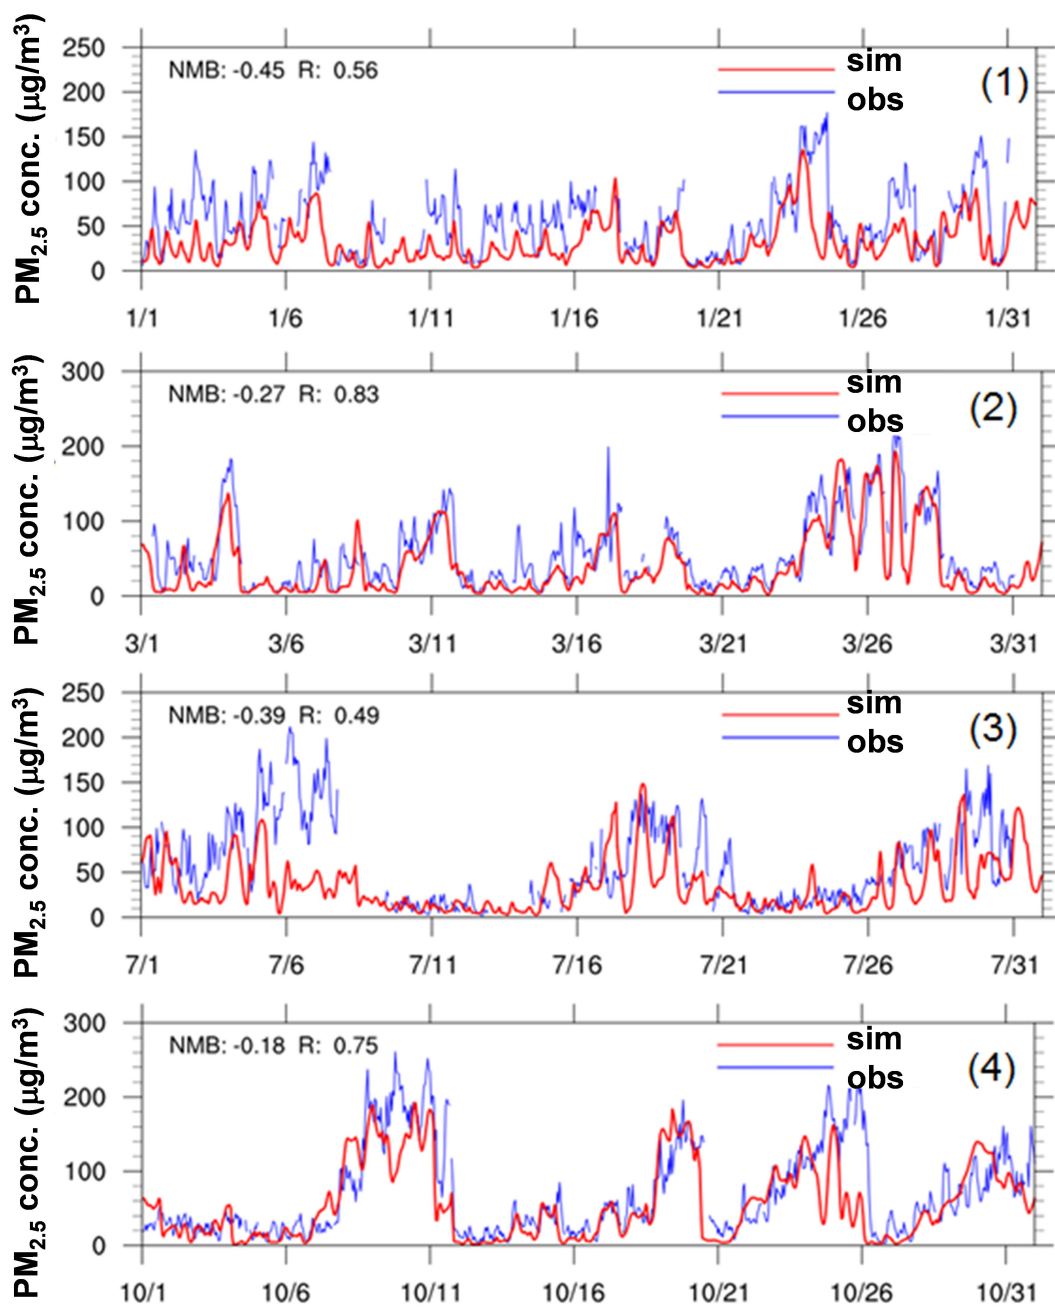 PM2.5 conc. (μg/m³)
250
200
150
100
50
0
NMB: -0.45 R: 0.56
sim
obs
(1)
1/1 1/6 1/11 1/16 1/21 1/26 1/31
PM2.5 conc. (μg/m³)
300
200
100
0
NMB: -0.27 R: 0.83
sim
obs
(2)
3/1 3/6 3/11 3/16 3/21 3/26 3/31
PM2.5 conc. (μg/m³)
250
200
150
100
50
0
NMB: -0.39 R: 0.49
sim
obs
(3)
7/1 7/6 7/11 7/16 7/21 7/26 7/31
PM2.5 conc. (μg/m³)
300
200
100
0
NMB: -0.18 R: 0.75
sim
obs
(4)
10/1 10/6 10/11 10/16 10/21 10/26 10/31